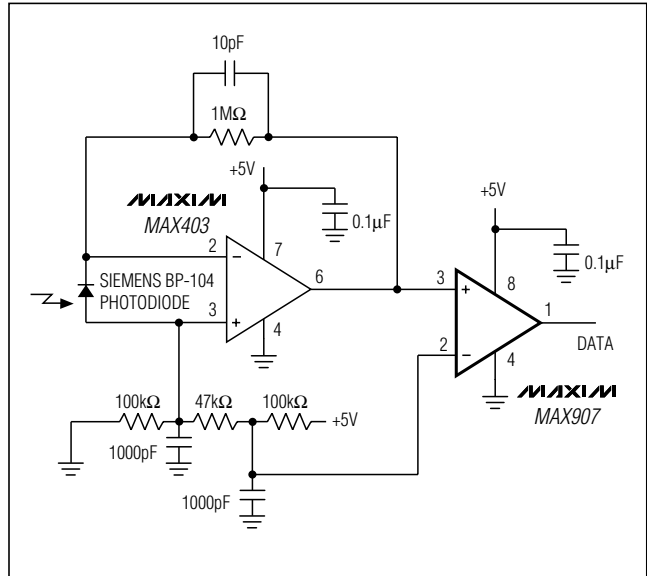 10pF
1MΩ
+5V
MAXIM
MAX403
0.1µF
+5V
0.1µF
2
-
7
6
SIEMENS BP-104
PHOTODIODE
3
+
4
3
+
8
1
DATA
2
-
4
MAXIM
MAX907
100kΩ
47kΩ
100kΩ
+5V
1000pF
1000pF